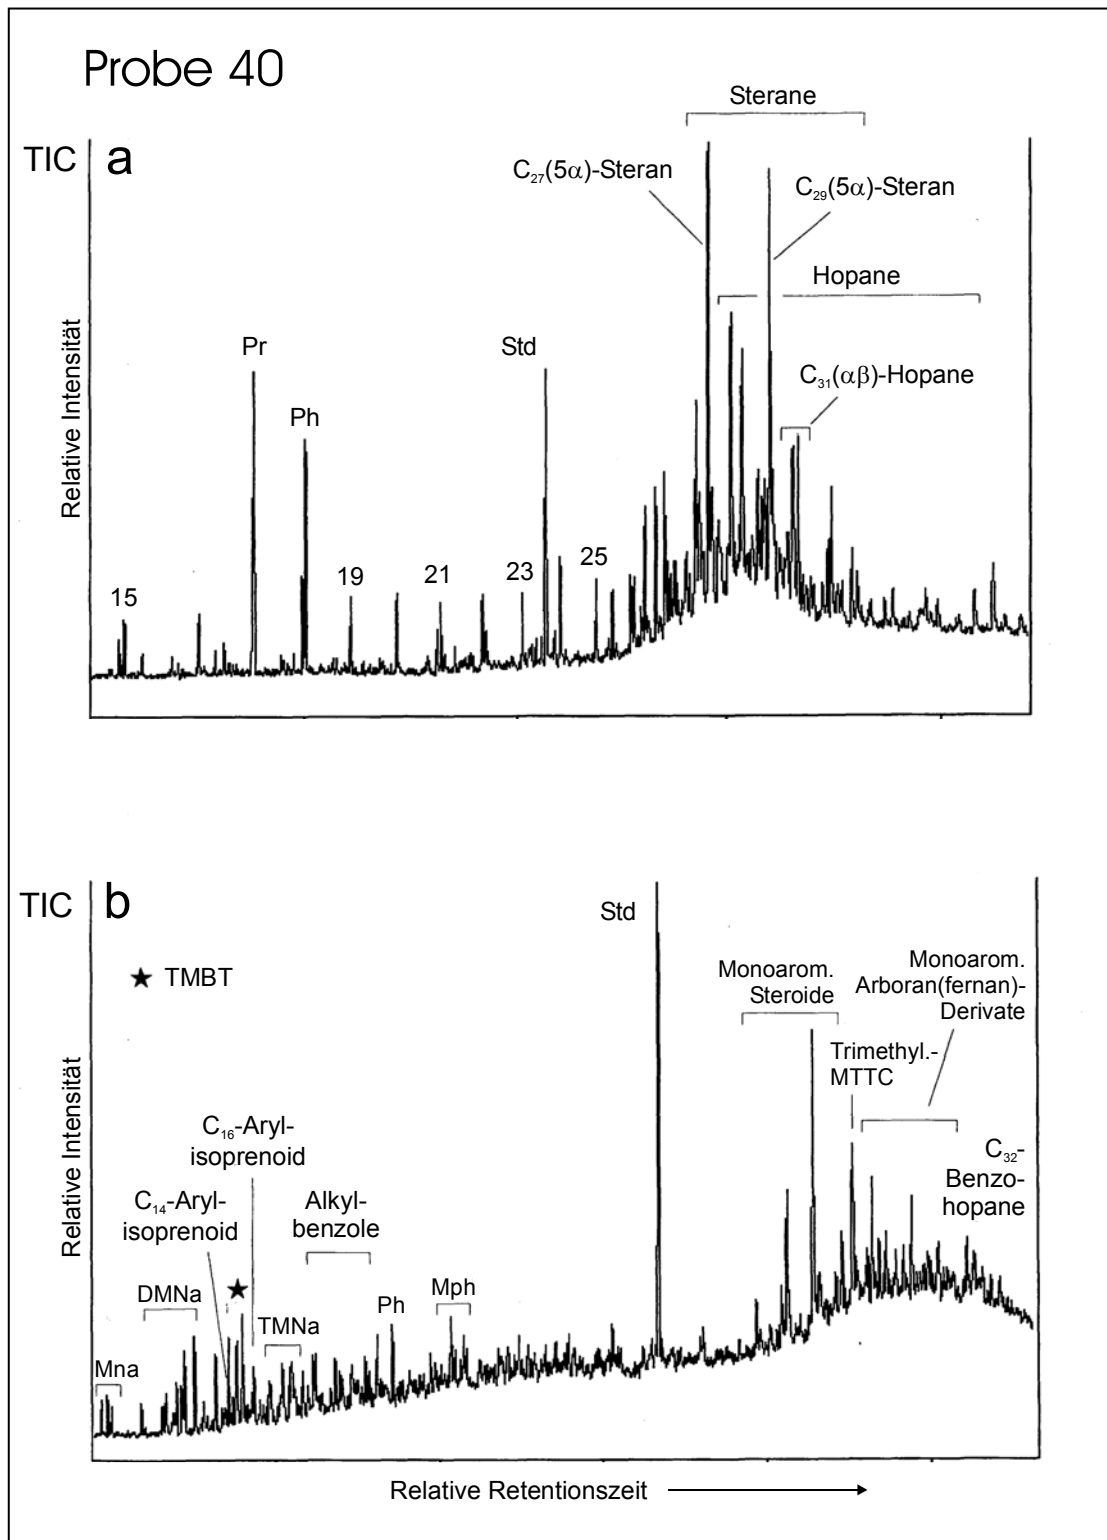 Probe 40
TIC
a
Sterane
C₂₇(5α)-Steran
C₂₉(5α)-Steran
Hopane
C₃₁(αβ)-Hopane
Pr
Ph
Std
15
19
21
23
25
Relative Intensität
TIC
b
★ TMBT
Std
Monoarom.
Steroide
Monoarom.
Arboran(fernan)-
Derivate
Trimethyl.-
MTTC
C₃₂-
Benzo-
hopane
C₁₆-Aryl-
isoprenoid
C₁₄-Aryl-
isoprenoid
Alkyl-
benzole
★
DMNa
TMNa
Ph
Mph
Mna
Relative Intensität
Relative Retentionszeit